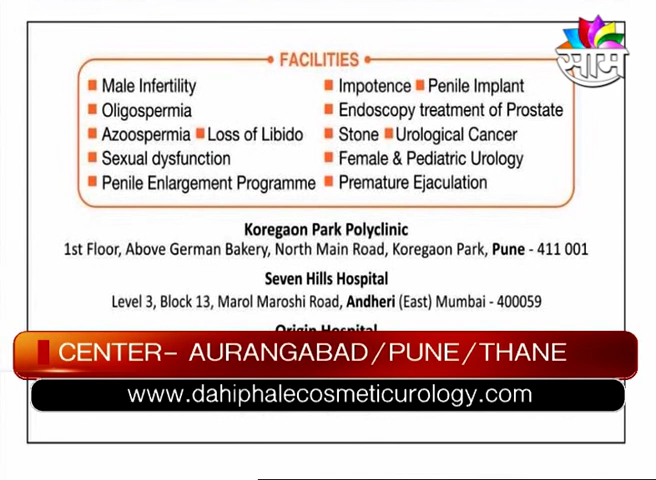 साम
FACILITIES
Male Infertility
Oligospermia
Azoospermia Loss of Libido
Sexual dysfunction
Penile Enlargement Programme
Impotence Penile Implant
Endoscopy treatment of Prostate
Stone Urological Cancer
Female & Pediatric Urology
Premature Ejaculation
Koregaon Park Polyclinic
1st Floor, Above German Bakery, North Main Road, Koregaon Park, Pune - 411 001
Seven Hills Hospital
Level 3, Block 13, Marol Maroshi Road, Andheri (East) Mumbai - 400059
Origin Hospital
CENTER- AURANGABAD/PUNE/THANE
www.dahiphalecosmeticurology.com